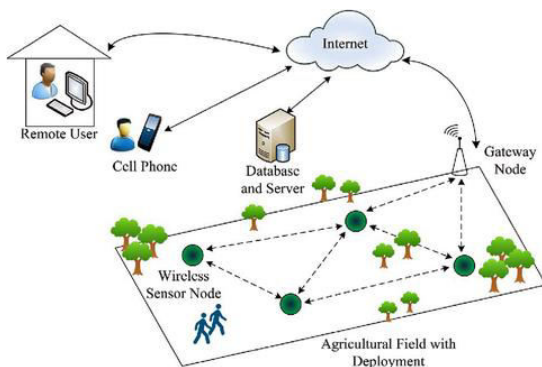 Internet
Remote User
Cell Phone
Database
and Server
Gateway
Node
Wireless
Sensor Node
Agricultural Field with
Deployment